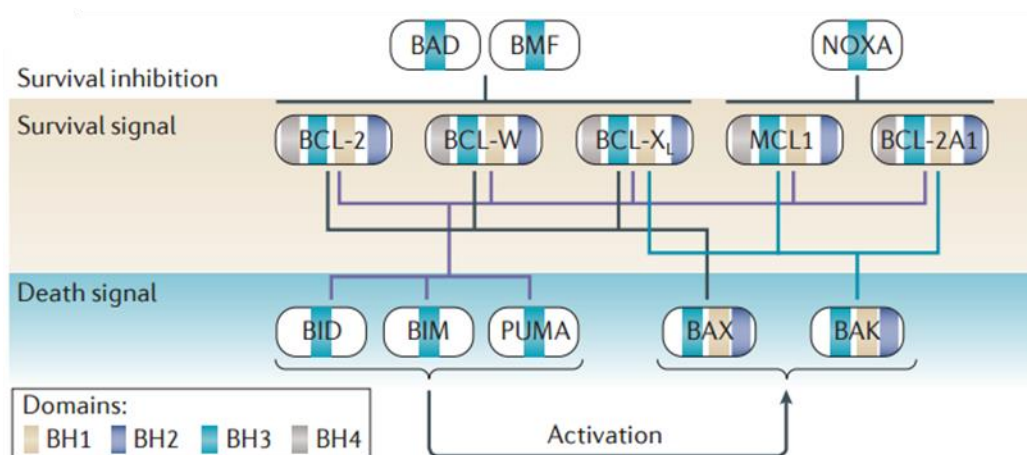 BAD BMF NOXA
Survival inhibition
Survival signal
BCL-2 BCL-W BCL-X_L MCL1 BCL-2A1
Death signal
BID BIM PUMA BAX BAK
Domains:
BH1 BH2 BH3 BH4
Activation